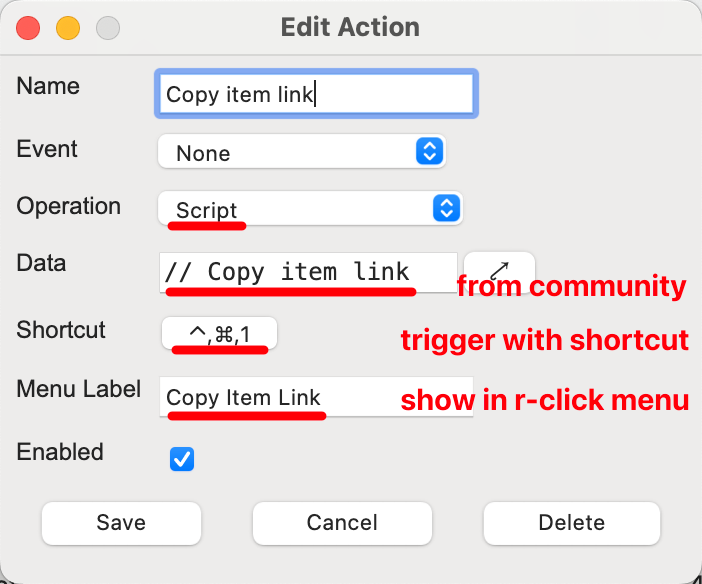 Edit Action
Name
Copy item link
Event
None
Operation
Script
Data
// Copy item link
from community
Shortcut
^,⌘,1
trigger with shortcut
Menu Label
Copy Item Link
show in r-click menu
Enabled
Save
Cancel
Delete